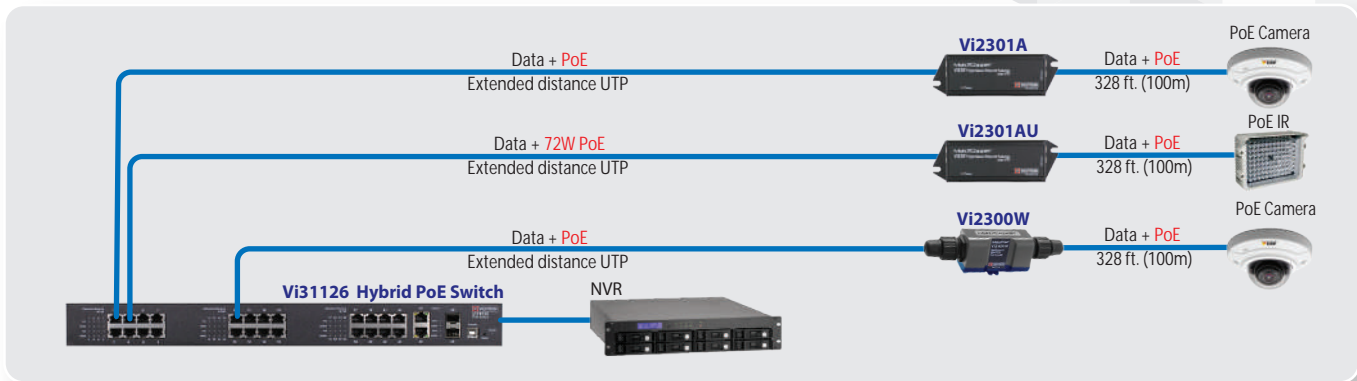 Vi2301A
PoE Camera
Data + PoE
Extended distance UTP
Data + PoE
328 ft. (100m)
Vi2301AU
PoE IR
Data + 72W PoE
Extended distance UTP
Data + PoE
328 ft. (100m)
Vi2300W
PoE Camera
Data + PoE
Extended distance UTP
Data + PoE
328 ft. (100m)
Vi31126 Hybrid PoE Switch
NVR